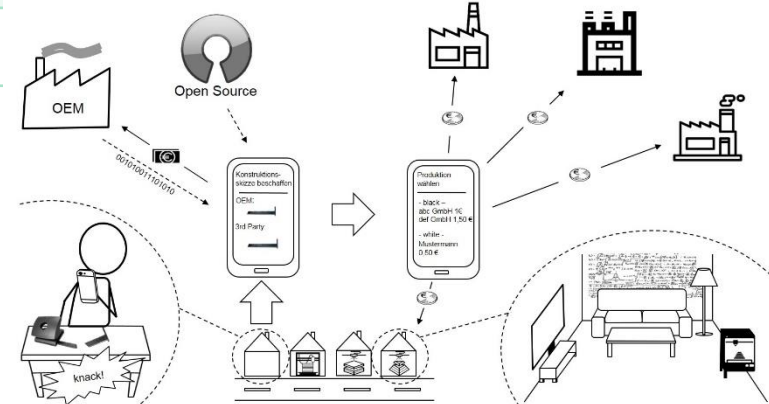 OEM
Open Source
001010011101010
Konstruktions-
skizze beschaffen
OEM:
3rd Party:
Produktion
wählen
- black –
abc GmbH 1€
def GmbH 1,50 €
- white -
Mustermann
0,50 €
knack!